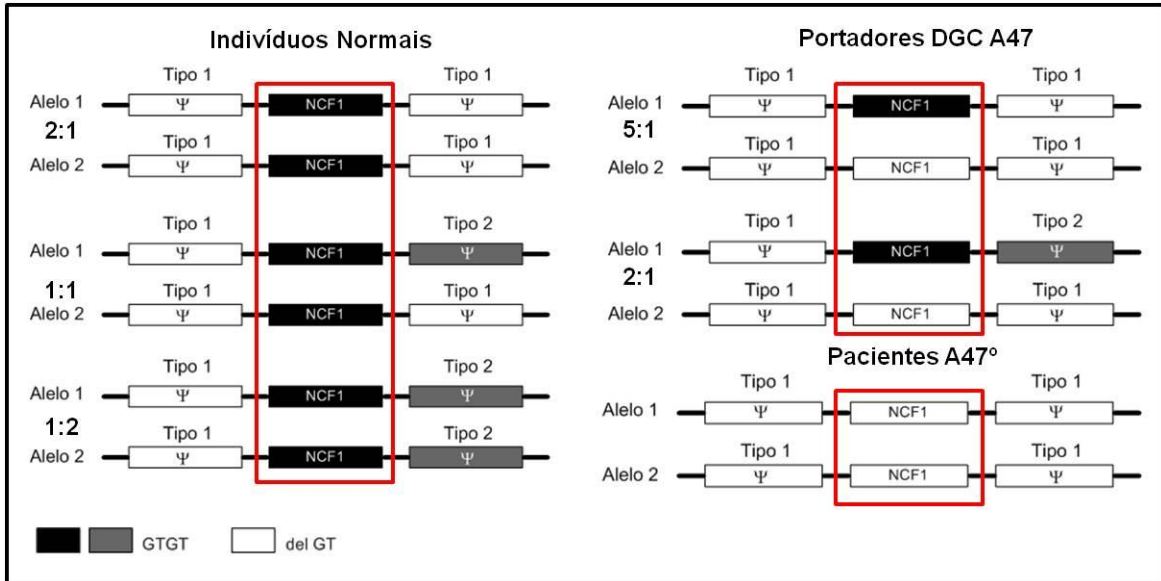 Indivíduos Normais
Tipo 1 Tipo 1
Alelo 1 Ψ NCF1 Ψ
2:1 Tipo 1 Tipo 1
Alelo 2 Ψ NCF1 Ψ
Tipo 1 Tipo 2
Alelo 1 Ψ NCF1 Ψ
1:1 Tipo 1 Tipo 1
Alelo 2 Ψ NCF1 Ψ
Tipo 1 Tipo 2
Alelo 1 Ψ NCF1 Ψ
1:2 Tipo 1 Tipo 2
Alelo 2 Ψ NCF1 Ψ
GTGT del GT
Portadores DGC A47
Tipo 1 Tipo 1
Alelo 1 Ψ NCF1 Ψ
5:1 Tipo 1 Tipo 1
Alelo 2 Ψ NCF1 Ψ
Tipo 1 Tipo 2
Alelo 1 Ψ NCF1 Ψ
2:1 Tipo 1 Tipo 1
Alelo 2 Ψ NCF1 Ψ
Pacientes A47º
Tipo 1 Tipo 1
Alelo 1 Ψ NCF1 Ψ
Tipo 1 Tipo 1
Alelo 2 Ψ NCF1 Ψ